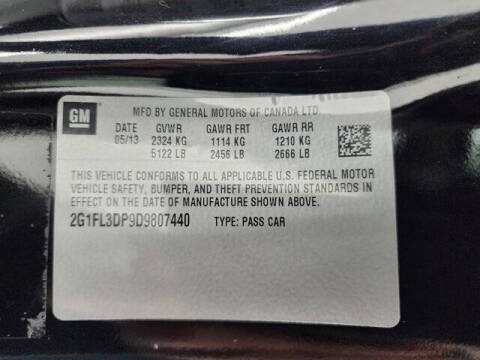 GM
MFD BY GENERAL MOTORS OF CANADA LTD
DATE GVWR GAWR FRT GAWR RR
05/13 2324 KG 1114 KG 1210 KG
5122 LB 2456 LB 2666 LB
THIS VEHICLE CONFORMS TO ALL APPLICABLE U.S. FEDERAL MOTOR
VEHICLE SAFETY, BUMPER, AND THEFT PREVENTION STANDARDS IN
EFFECT ON THE DATE OF MANUFACTURE SHOWN ABOVE.
2G1FL3DP9D9807440 TYPE: PASS CAR